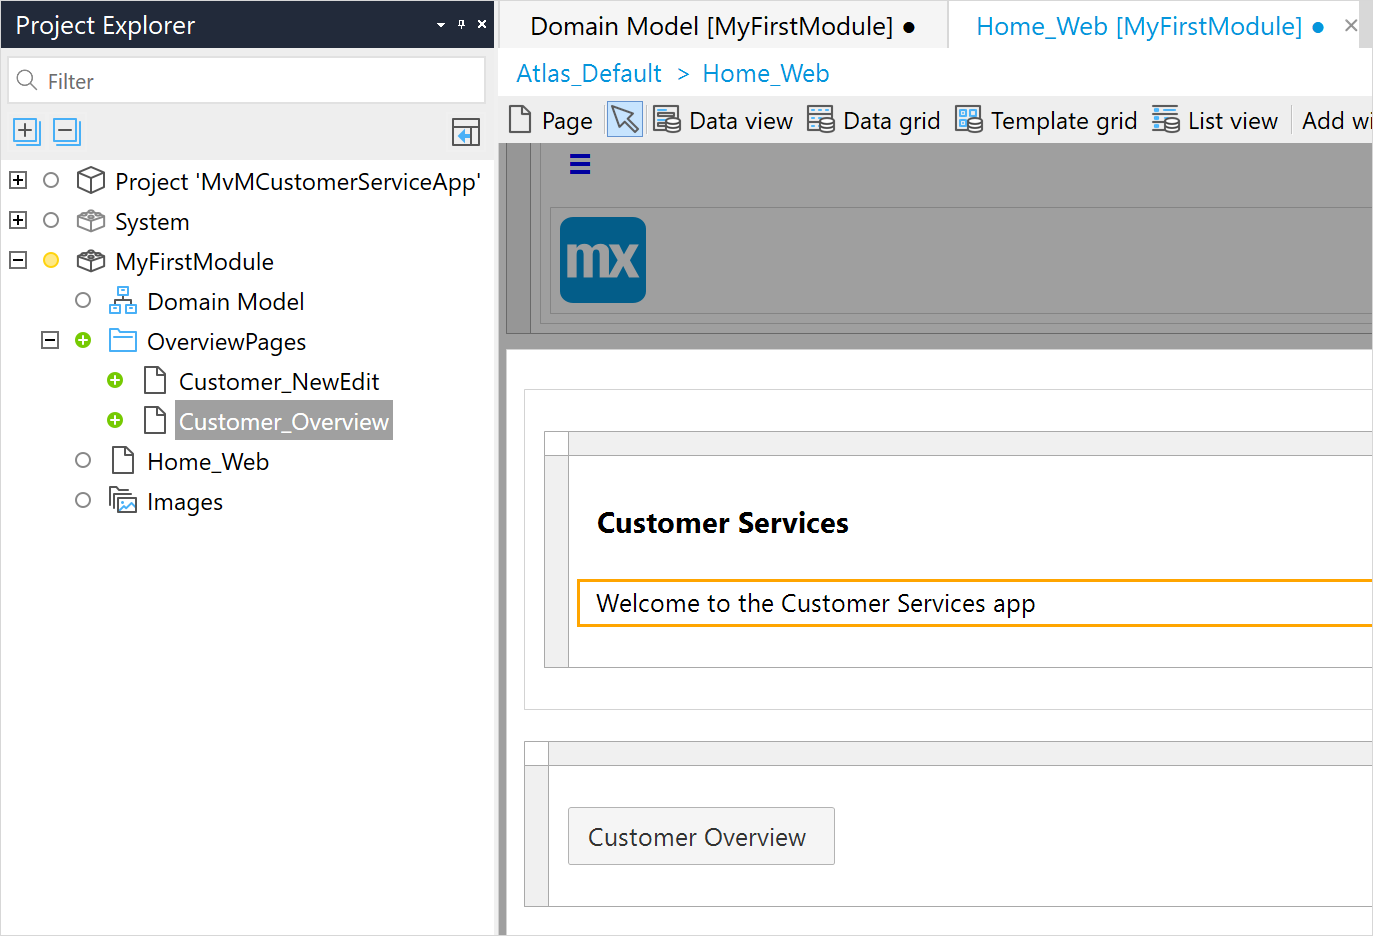 Project Explorer
Domain Model [MyFirstModule]
Home_Web [MyFirstModule]
Filter
Atlas_Default > Home_Web
Page
Data view
Data grid
Template grid
List view
Add wi
Project 'MvMCustomerServiceApp'
System
MyFirstModule
Domain Model
OverviewPages
Customer_NewEdit
Customer_Overview
Home_Web
Images
mx
Customer Services
Welcome to the Customer Services app
Customer Overview